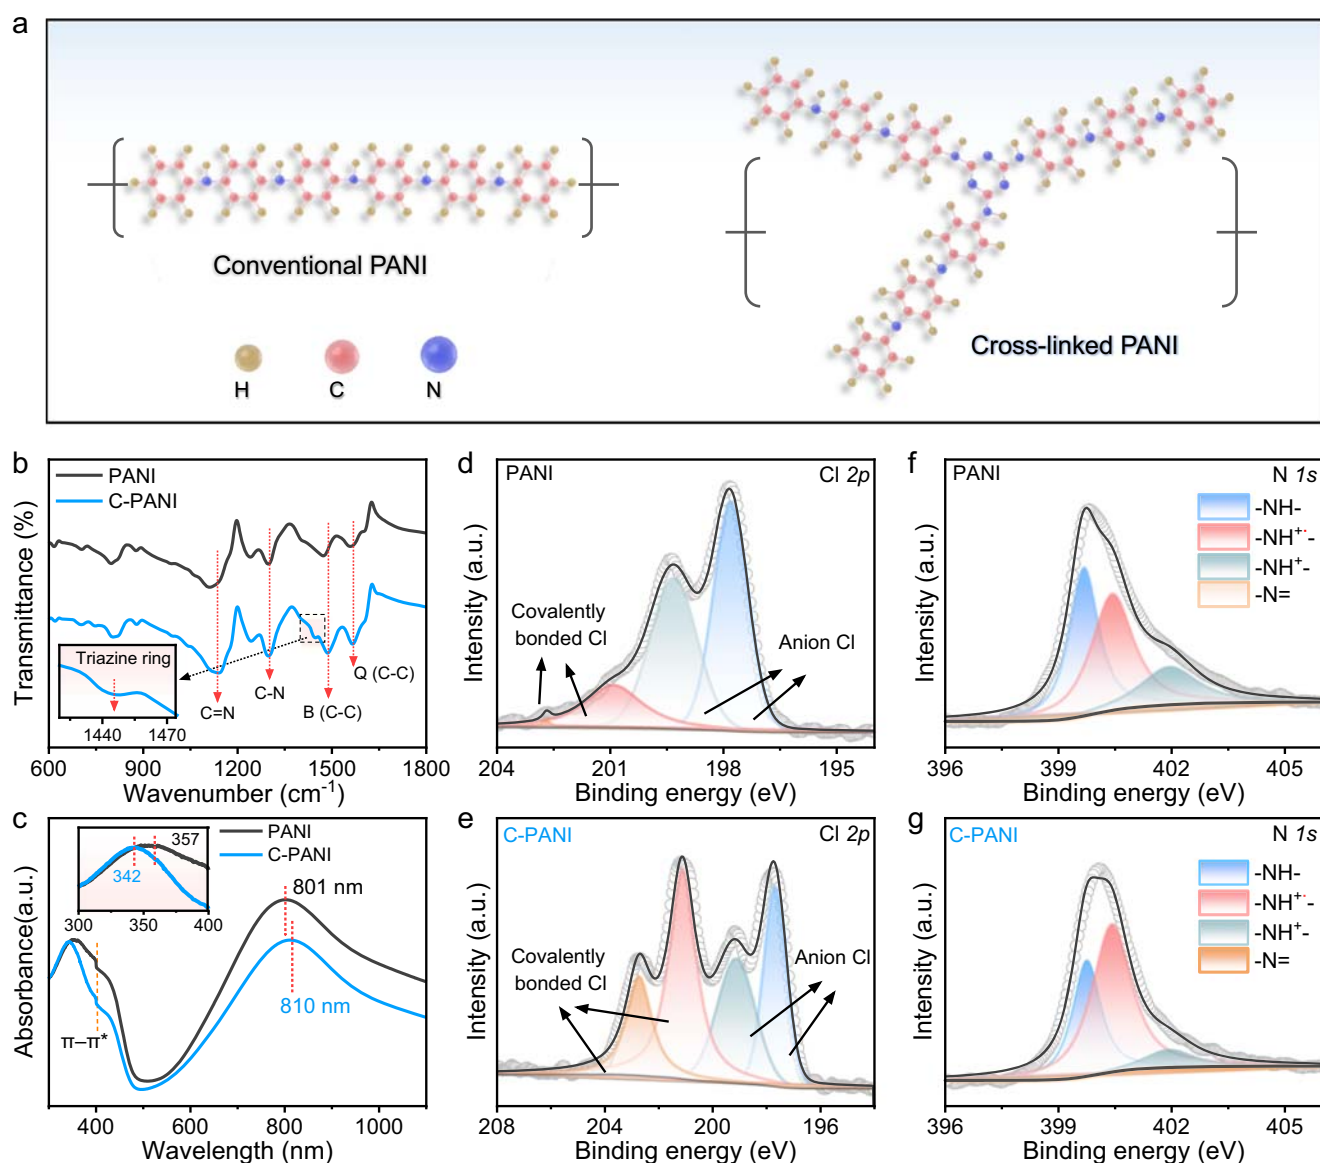 a
Conventional PANI
Cross-linked PANI
H C N
b
PANI
C-PANI
Transmittance (%)
Triazine ring
1440 1470
C=N
C-N
B (C-C)
Q (C-C)
600 900 1200 1500 1800
Wavenumber (cm⁻¹)
c
PANI
C-PANI
357
342
300 350 400
801 nm
810 nm
π–π*
Absorbance(a.u.)
400 600 800 1000
Wavelength (nm)
d
PANI
Cl 2p
Covalently
bonded Cl
Anion Cl
Intensity (a.u.)
204 201 198 195
Binding energy (eV)
e
C-PANI
Cl 2p
Covalently
bonded Cl
Anion Cl
Intensity (a.u.)
208 204 200 196
Binding energy (eV)
f
PANI
N 1s
-NH-
-NH⁺·-
-NH⁺-
-N=
Intensity (a.u.)
396 399 402 405
Binding energy (eV)
g
C-PANI
N 1s
-NH-
-NH⁺·-
-NH⁺-
-N=
Intensity (a.u.)
396 399 402 405
Binding energy (eV)